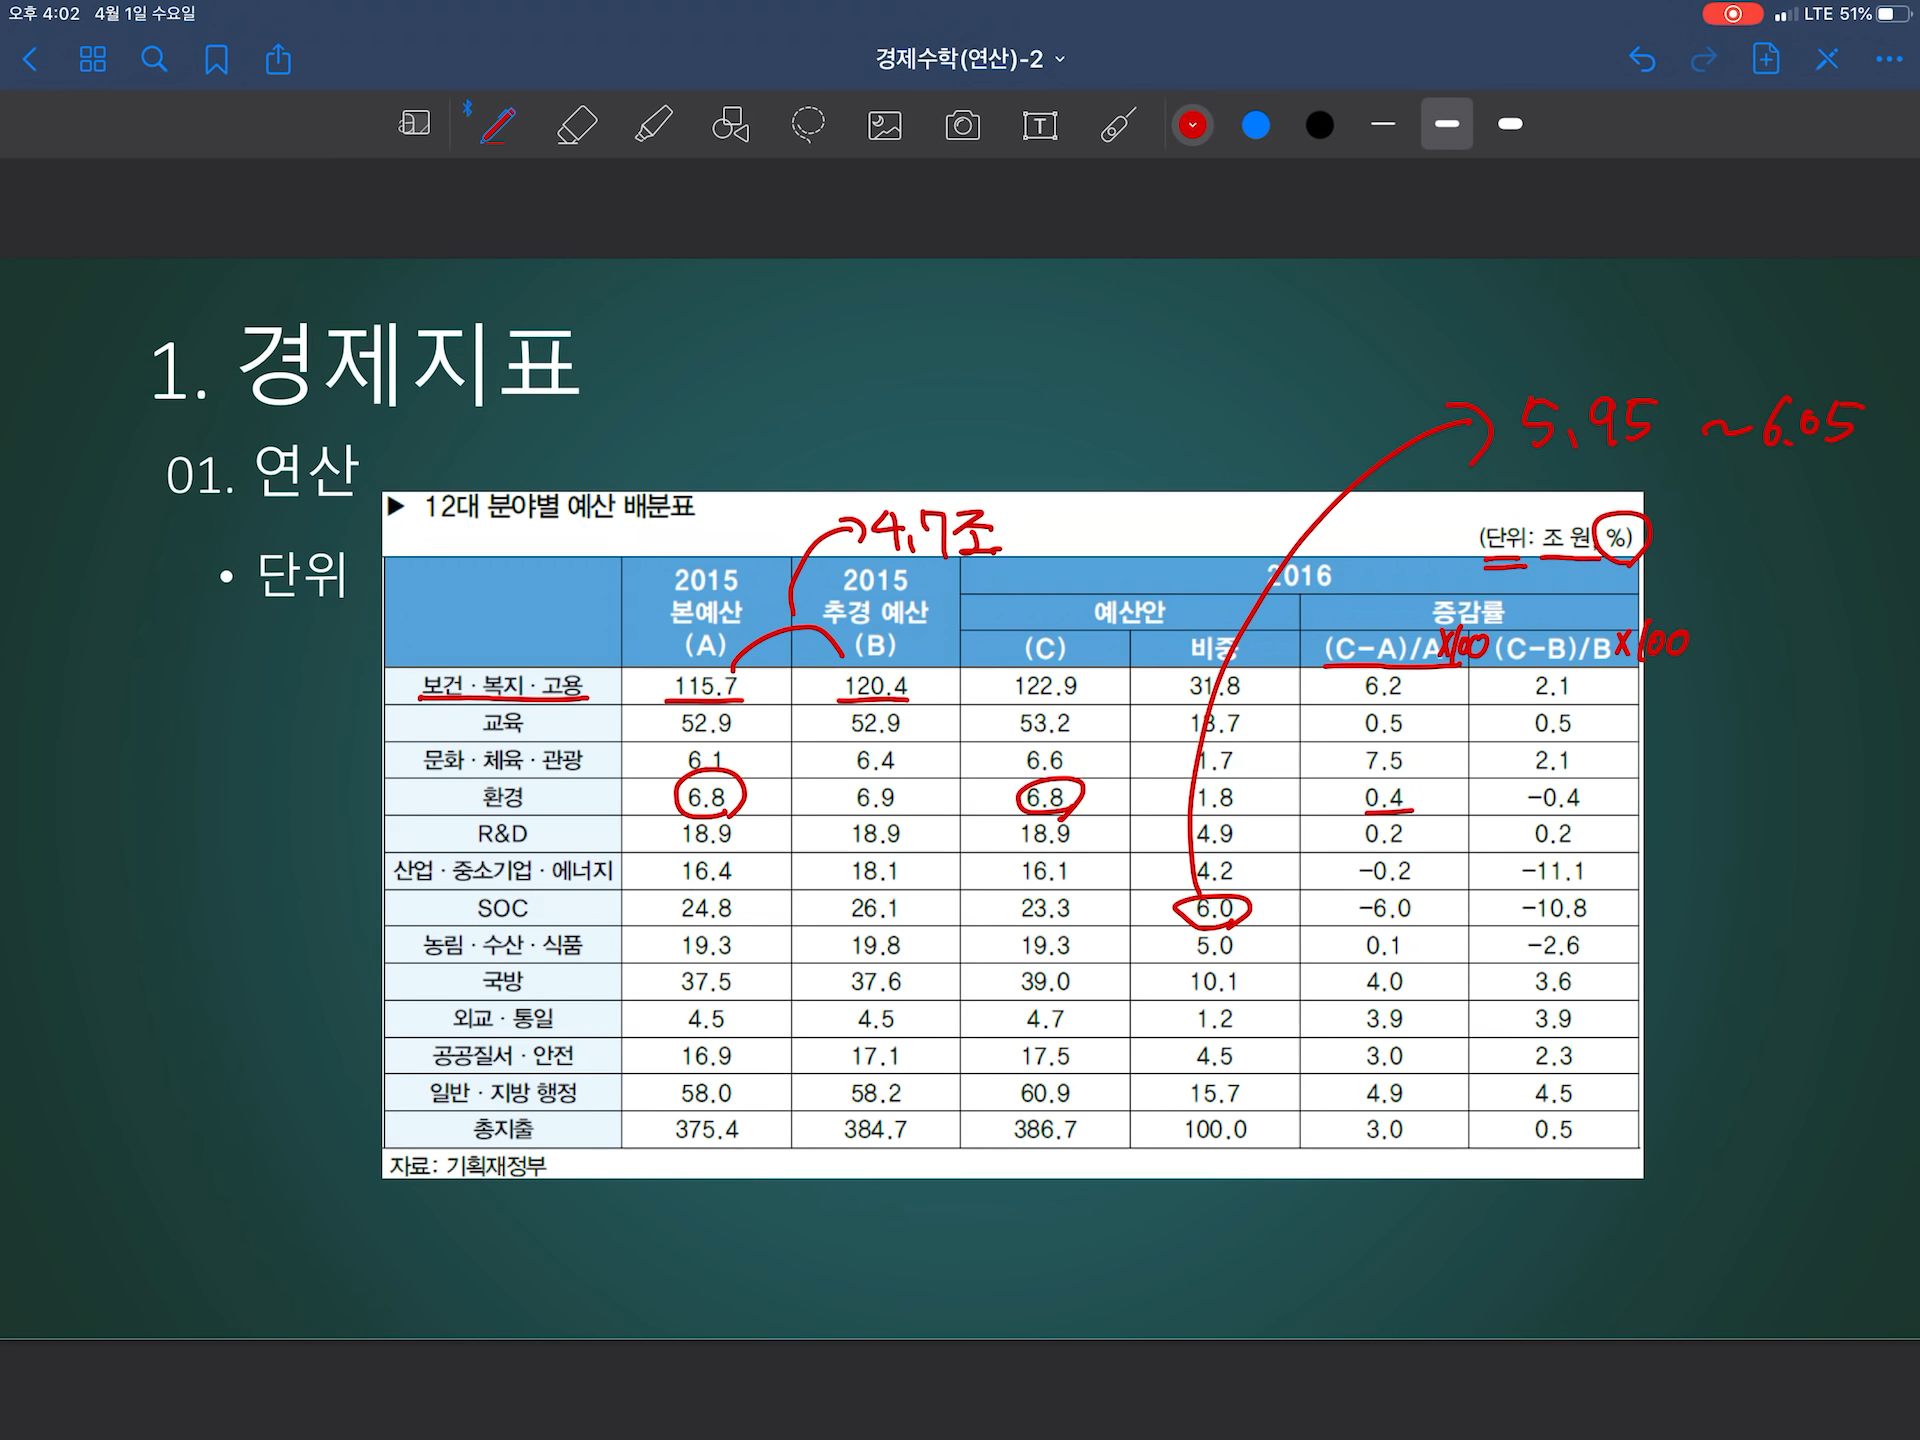 오후 4:02 4월 1일 수요일
LTE 51%
경제수학(연산)-2
1. 경제지표
5.95 ~6.05
01. 연산
▶ 12대 분야별 예산 배분표
4.7조
(단위: 조 원, %)
• 단위
2015 본예산 (A) 2015 추경 예산 (B) 2016
예산안 증감률
(C) 비중 (C-A)/A x100 (C-B)/B x100
보건·복지·고용 115.7 120.4 122.9 31.8 6.2 2.1
교육 52.9 52.9 53.2 13.7 0.5 0.5
문화·체육·관광 6.1 6.4 6.6 1.7 7.5 2.1
환경 6.8 6.9 6.8 1.8 0.4 -0.4
R&D 18.9 18.9 18.9 4.9 0.2 0.2
산업·중소기업·에너지 16.4 18.1 16.1 4.2 -0.2 -11.1
SOC 24.8 26.1 23.3 6.0 -6.0 -10.8
농림·수산·식품 19.3 19.8 19.3 5.0 0.1 -2.6
국방 37.5 37.6 39.0 10.1 4.0 3.6
외교·통일 4.5 4.5 4.7 1.2 3.9 3.9
공공질서·안전 16.9 17.1 17.5 4.5 3.0 2.3
일반·지방 행정 58.0 58.2 60.9 15.7 4.9 4.5
총지출 375.4 384.7 386.7 100.0 3.0 0.5
자료: 기획재정부